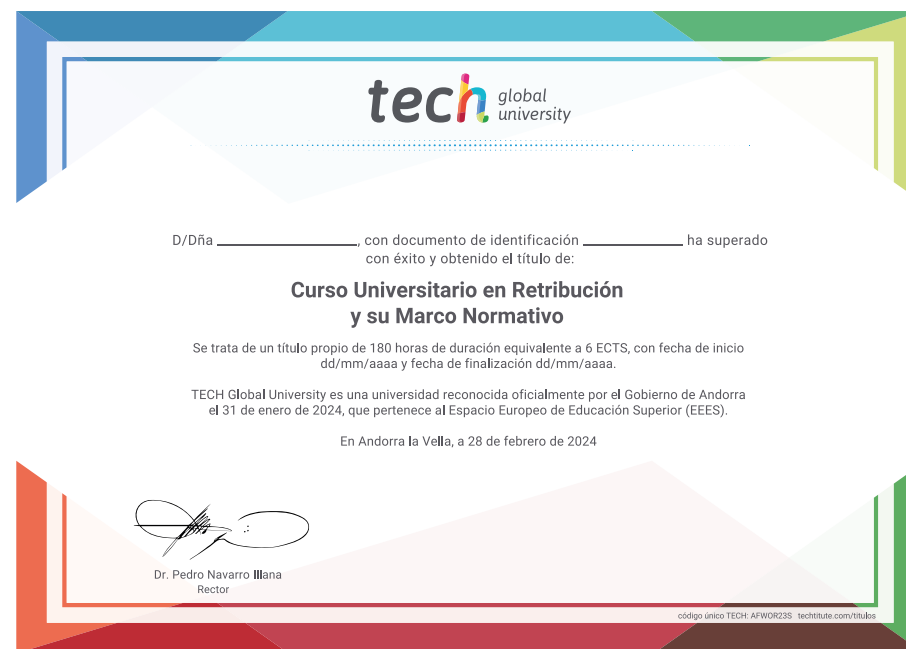 tech global university
D/Dña ____________________, con documento de identificación ______________ ha superado
con éxito y obtenido el título de:
Curso Universitario en Retribución
y su Marco Normativo
Se trata de un título propio de 180 horas de duración equivalente a 6 ECTS, con fecha de inicio
dd/mm/aaaa y fecha de finalización dd/mm/aaaa.
TECH Global University es una universidad reconocida oficialmente por el Gobierno de Andorra
el 31 de enero de 2024, que pertenece al Espacio Europeo de Educación Superior (EEES).
En Andorra la Vella, a 28 de febrero de 2024
Dr. Pedro Navarro Illana
Rector
código único TECH: AFWOR23S techtitute.com/titulos